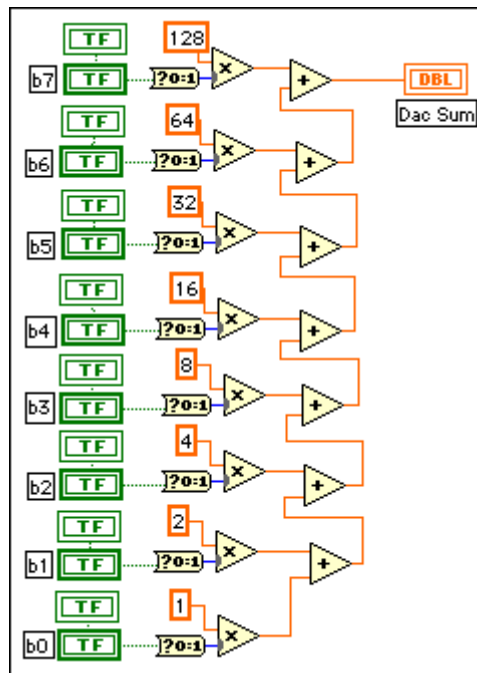 TF 128
b7 TF ?0:1 × + DBL
Dac Sum
TF 64
b6 TF ?0:1 × +
TF 32
b5 TF ?0:1 × +
TF 16
b4 TF ?0:1 × +
TF 8
b3 TF ?0:1 × +
TF 4
b2 TF ?0:1 × +
TF 2
b1 TF ?0:1 × +
TF 1
b0 TF ?0:1 ×